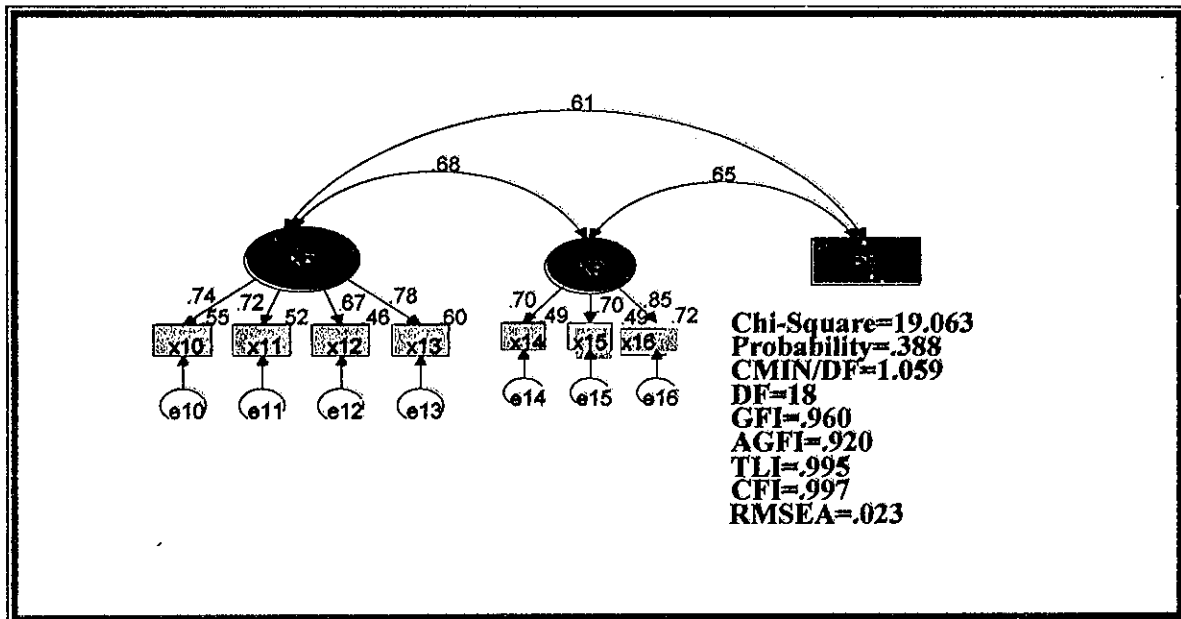 .61
.68
.65
.74
.72
.67
.78
.70
.70
.85
.55
.52
.46
.60
.49
.49
.72
x10
x11
x12
x13
x14
x15
x16
e10
e11
e12
e13
e14
e15
e16
Chi-Square=19.063
Probability=.388
CMIN/DF=1.059
DF=18
GFI=.960
AGFI=.920
TLI=.995
CFI=.997
RMSEA=.023